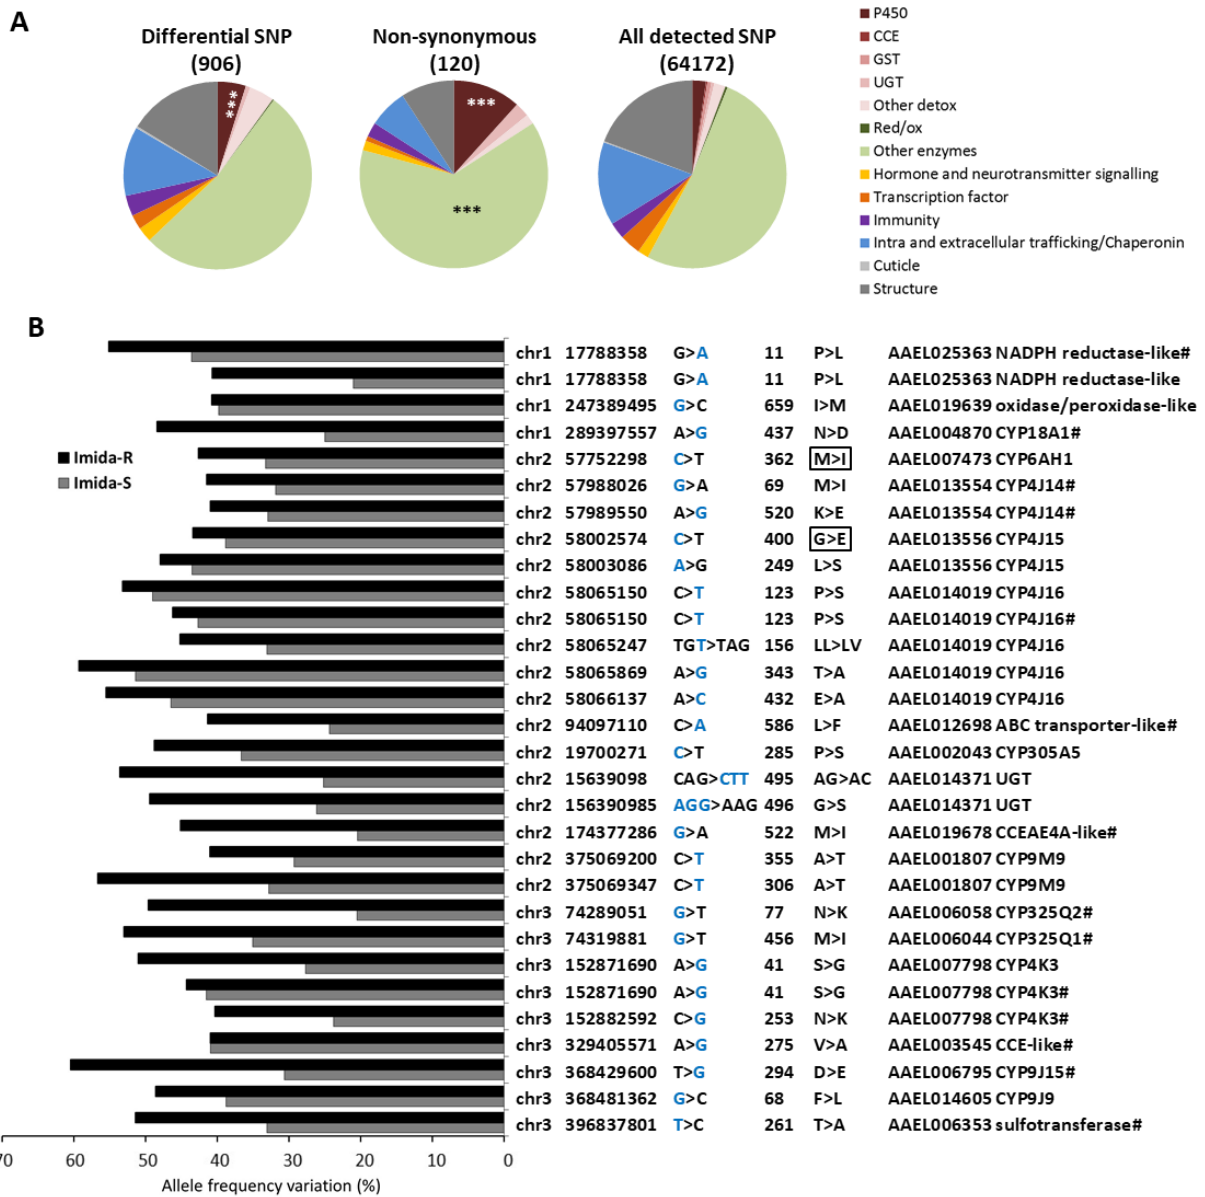 A
Differential SNP
(906)
Non-synonymous
(120)
All detected SNP
(64172)
***
***
***
P450
CCE
GST
UGT
Other detox
Red/ox
Other enzymes
Hormone and neurotransmitter signalling
Transcription factor
Immunity
Intra and extracellular trafficking/Chaperonin
Cuticle
Structure
B
Imida-R
Imida-S
chr1 17788358 G>A 11 P>L AAEL025363 NADPH reductase-like#
chr1 17788358 G>A 11 P>L AAEL025363 NADPH reductase-like
chr1 247389495 G>C 659 I>M AAEL019639 oxidase/peroxidase-like
chr1 289397557 A>G 437 N>D AAEL004870 CYP18A1#
chr2 57752298 C>T 362 M>I AAEL007473 CYP6AH1
chr2 57988026 G>A 69 M>I AAEL013554 CYP4J14#
chr2 57989550 A>G 520 K>E AAEL013554 CYP4J14#
chr2 58002574 C>T 400 G>E AAEL013556 CYP4J15
chr2 58003086 A>G 249 L>S AAEL013556 CYP4J15
chr2 58065150 C>T 123 P>S AAEL014019 CYP4J16
chr2 58065150 C>T 123 P>S AAEL014019 CYP4J16#
chr2 58065247 TGT>TAG 156 LL>LV AAEL014019 CYP4J16
chr2 58065869 A>G 343 T>A AAEL014019 CYP4J16
chr2 58066137 A>C 432 E>A AAEL014019 CYP4J16
chr2 94097110 C>A 586 L>F AAEL012698 ABC transporter-like#
chr2 19700271 C>T 285 P>S AAEL002043 CYP305A5
chr2 15639098 CAG>CTT 495 AG>AC AAEL014371 UGT
chr2 156390985 AGG>AAG 496 G>S AAEL014371 UGT
chr2 174377286 G>A 522 M>I AAEL019678 CCEAE4A-like#
chr2 375069200 C>T 355 A>T AAEL001807 CYP9M9
chr2 375069347 C>T 306 A>T AAEL001807 CYP9M9
chr3 74289051 G>T 77 N>K AAEL006058 CYP325Q2#
chr3 74319881 G>T 456 M>I AAEL006044 CYP325Q1#
chr3 152871690 A>G 41 S>G AAEL007798 CYP4K3
chr3 152871690 A>G 41 S>G AAEL007798 CYP4K3#
chr3 152882592 C>G 253 N>K AAEL007798 CYP4K3#
chr3 329405571 A>G 275 V>A AAEL003545 CCE-like#
chr3 368429600 T>G 294 D>E AAEL006795 CYP9J15#
chr3 368481362 G>C 68 F>L AAEL014605 CYP9J9
chr3 396837801 T>C 261 T>A AAEL006353 sulfotransferase#
70 60 50 40 30 20 10 0
Allele frequency variation (%)